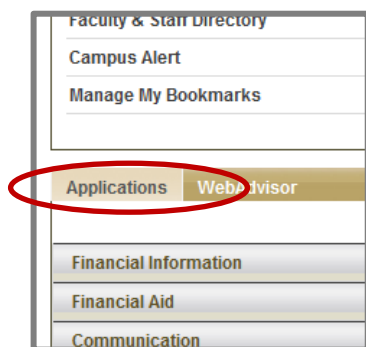 Faculty & Staff Directory
Campus Alert
Manage My Bookmarks
Applications WebAdvisor
Financial Information
Financial Aid
Communication